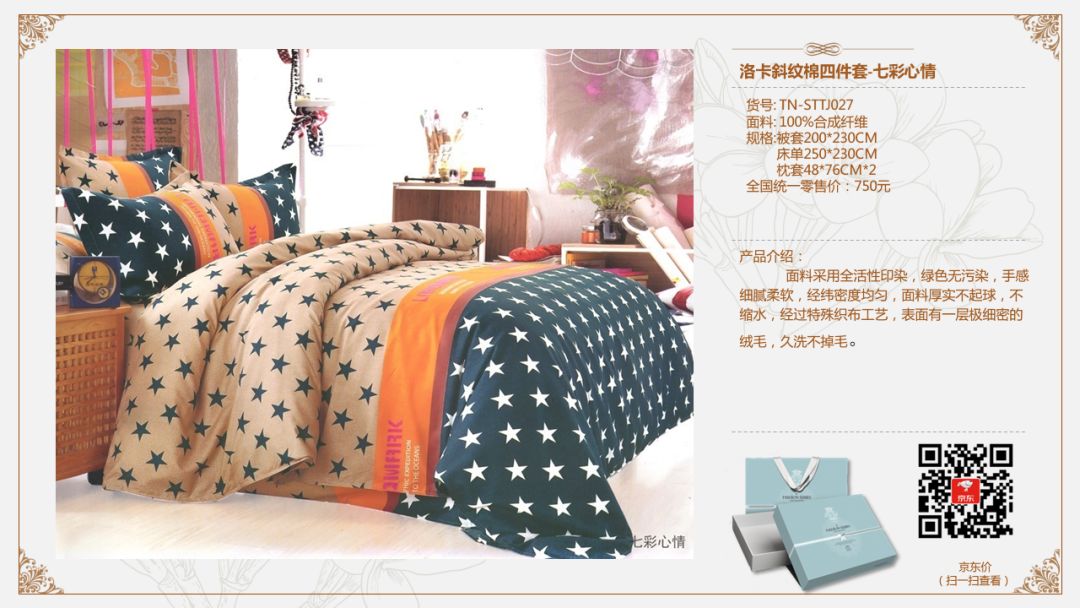 洛卡斜纹棉四件套-七彩心情
货号: TN-STTJ027
面料: 100%合成纤维
规格:被套200*230CM
床单250*230CM
枕套48*76CM*2
全国统一零售价：750元
产品介绍：
面料采用全活性印染，绿色无污染，手感
细腻柔软，经纬密度均匀，面料厚实不起球，不
缩水，经过特殊织布工艺，表面有一层极细密的
绒毛，久洗不掉毛。
七彩心情
京东
京东价
（扫一扫查看）